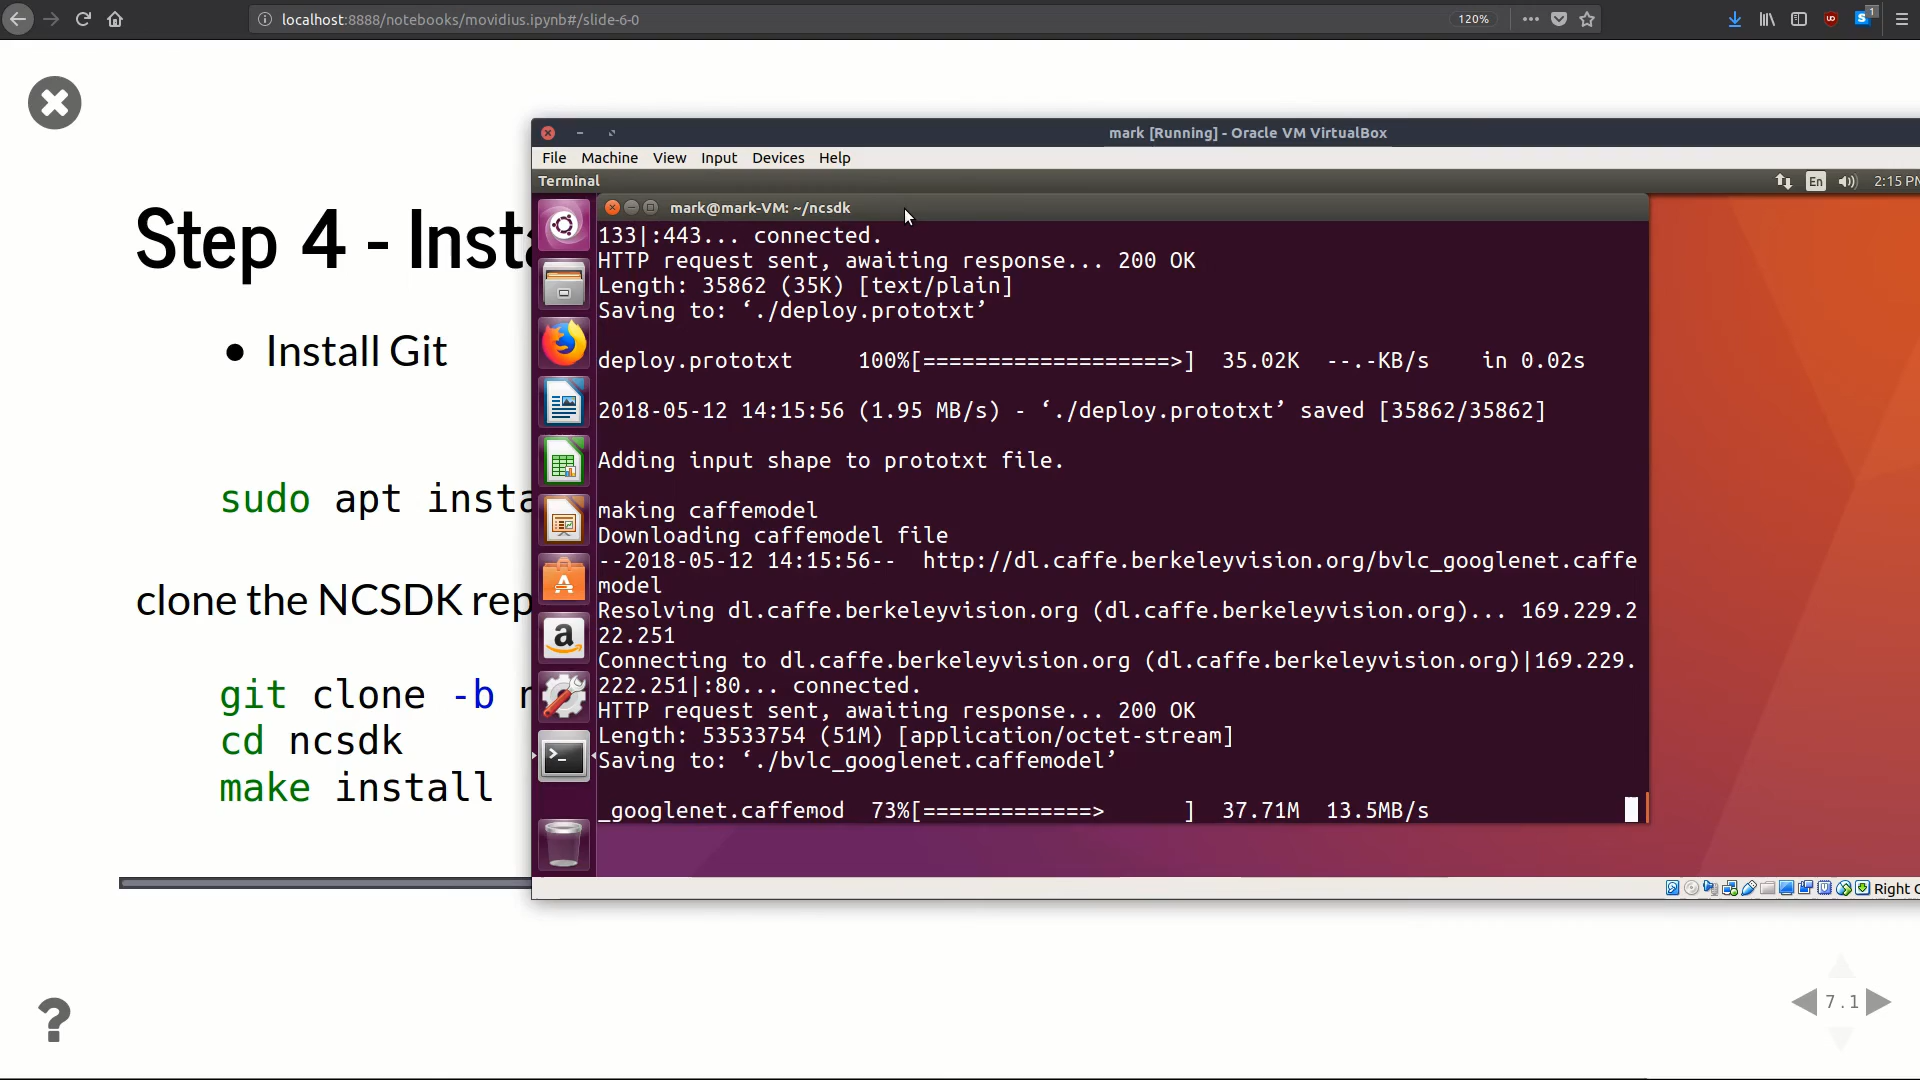 localhost:8888/notebooks/movidius.ipynb#/slide-6-0
120%
1
mark [Running] - Oracle VM VirtualBox
File Machine View Input Devices Help
Terminal
En
2:15 PM
mark@mark-VM: ~/ncsdk
133|:443... connected.
HTTP request sent, awaiting response... 200 OK
Length: 35862 (35K) [text/plain]
Saving to: ‘./deploy.prototxt’
deploy.prototxt 100%[===================>] 35.02K --.-KB/s in 0.02s
2018-05-12 14:15:56 (1.95 MB/s) - ‘./deploy.prototxt’ saved [35862/35862]
Adding input shape to prototxt file.
making caffemodel
Downloading caffemodel file
--2018-05-12 14:15:56-- http://dl.caffe.berkeleyvision.org/bvlc_googlenet.caffe
model
Resolving dl.caffe.berkeleyvision.org (dl.caffe.berkeleyvision.org)... 169.229.2
22.251
Connecting to dl.caffe.berkeleyvision.org (dl.caffe.berkeleyvision.org)|169.229.
222.251|:80... connected.
HTTP request sent, awaiting response... 200 OK
Length: 53533754 (51M) [application/octet-stream]
Saving to: ‘./bvlc_googlenet.caffemodel’
_googlenet.caffemod 73%[=============> ] 37.71M 13.5MB/s
Right
Step 4 - Inst
Install Git
sudo apt inst
clone the NCSDK rep
git clone -b
cd ncsdk
make install
7.1